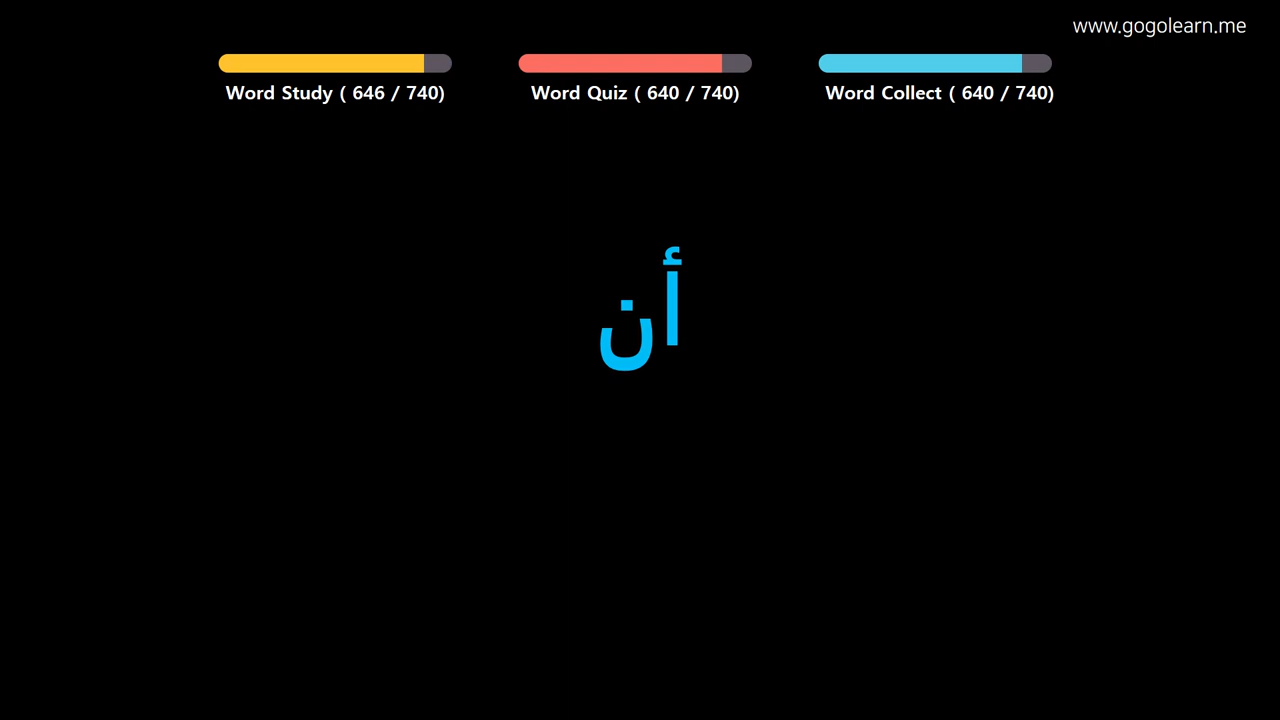 www.gogolearn.me
Word Study ( 646 / 740)
Word Quiz ( 640 / 740)
Word Collect ( 640 / 740)
أن